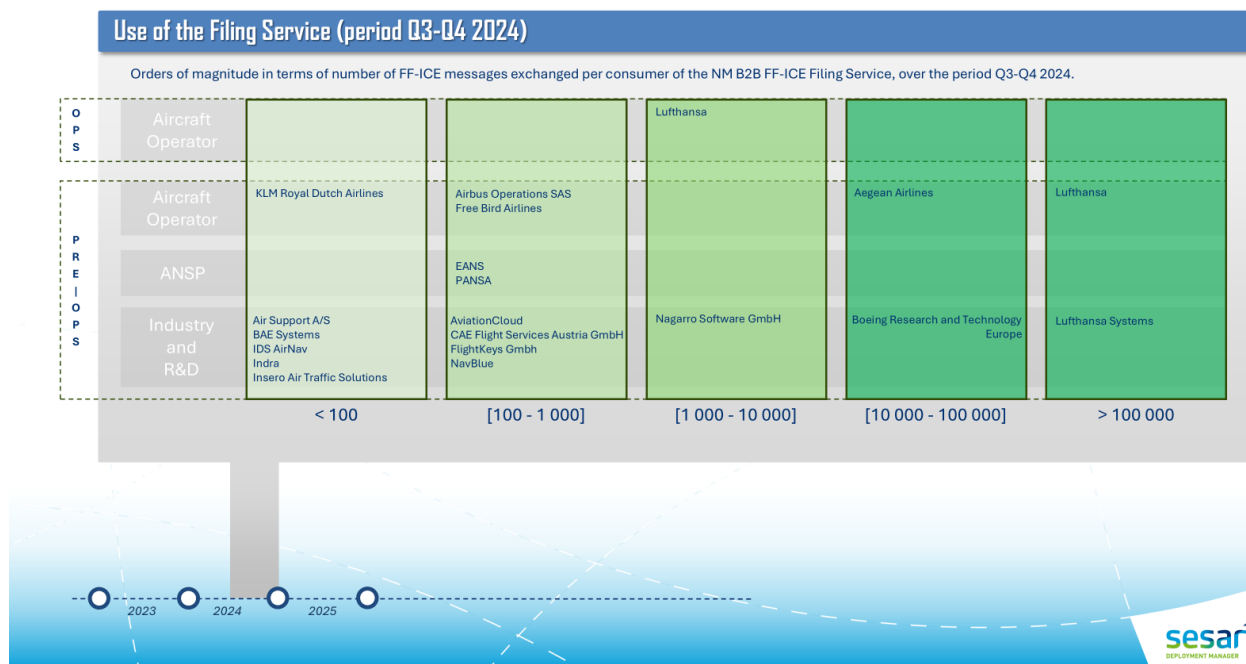 Use of the Filing Service (period Q3-Q4 2024)
Orders of magnitude in terms of number of FF-ICE messages exchanged per consumer of the NM B2B FF-ICE Filing Service, over the period Q3-Q4 2024.
OPS
Aircraft
Operator
Lufthansa
PRE|OPS
Aircraft
Operator
KLM Royal Dutch Airlines
Airbus Operations SAS
Free Bird Airlines
Aegean Airlines
Lufthansa
ANSP
EANS
PANSA
Industry
and
R&D
Air Support A/S
BAE Systems
IDS AirNav
Indra
Insero Air Traffic Solutions
AviationCloud
CAE Flight Services Austria GmbH
FlightKeys Gmbh
NavBlue
Nagarro Software GmbH
Boeing Research and Technology
Europe
Lufthansa Systems
< 100
[100 - 1 000]
[1 000 - 10 000]
[10 000 - 100 000]
> 100 000
2023
2024
2025
sesar
DEPLOYMENT MANAGER